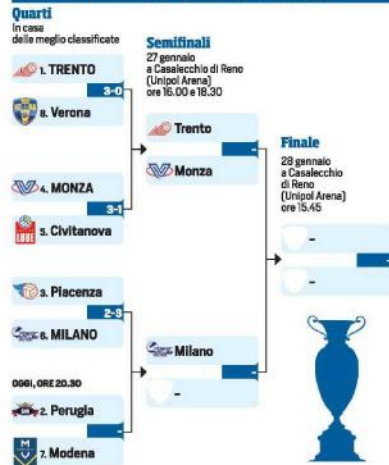 Quarti
In casa
delle meglio classificate
1. TRENTO
3-0
8. Verona
4. MONZA
3-1
5. Civitanova
3. Piacenza
2-3
6. MILANO
OGGI, ORE 20.30
2. Perugia
-
7. Modena
Semifinali
27 gennaio
a Casalecchio di Reno
(Unipol Arena)
ore 16.00 e 18.30
Trento
-
Monza
Milano
-
-
Finale
28 gennaio
a Casalecchio
di Reno
(Unipol Arena)
ore 15.45
-
-
-